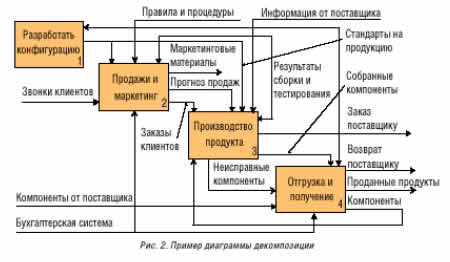 Правила и процедуры
Информация от поставщика
Разработать
конфигурацию
1
Маркетинговые
материалы
Стандарты на
продукцию
Продажи и
маркетинг
2
Прогноз продаж
Результаты
сборки и
тестирования
Собранные
компоненты
Звонки клиентов
Заказы
клиентов
Производство
продукта
3
Заказ
поставщику
Неисправные
компоненты
Отгрузка и
получение
4
Возврат
поставщику
Проданные продукты
Компоненты
Компоненты от поставщика
Бухгалтерская система
Рис. 2. Пример диаграммы декомпозиции